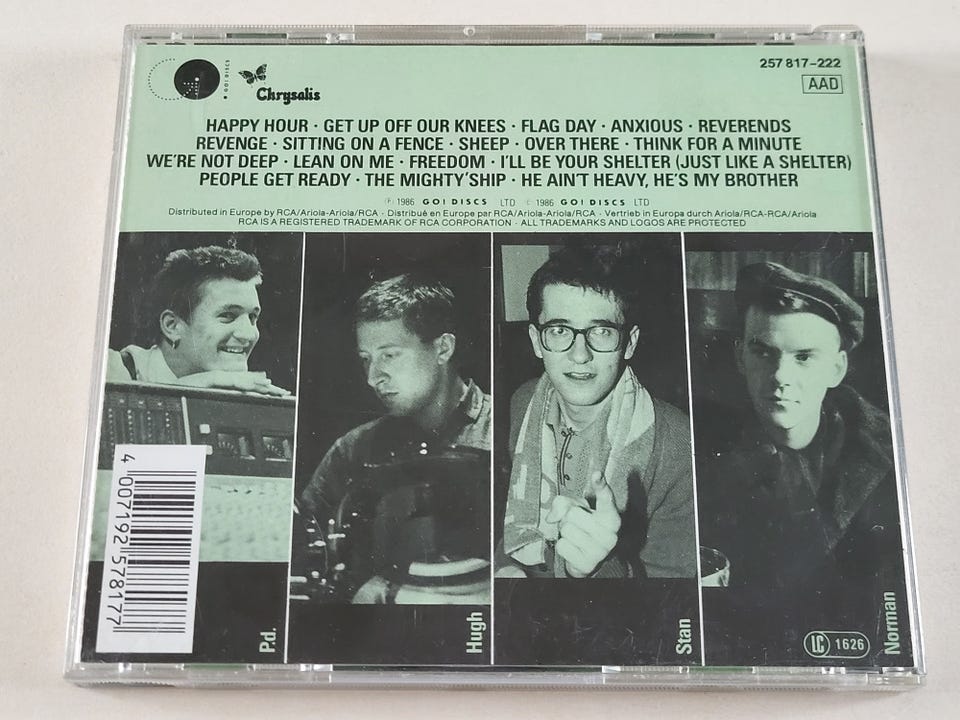 257 817-222
AAD
GO! DISCS
Chrysalis
HAPPY HOUR · GET UP OFF OUR KNEES · FLAG DAY · ANXIOUS · REVERENDS
REVENGE · SITTING ON A FENCE · SHEEP · OVER THERE · THINK FOR A MINUTE
WE'RE NOT DEEP · LEAN ON ME · FREEDOM · I'LL BE YOUR SHELTER (JUST LIKE A SHELTER)
PEOPLE GET READY · THE MIGHTY SHIP · HE AIN'T HEAVY, HE'S MY BROTHER
℗ 1986 GO! DISCS LTD © 1986 GO! DISCS LTD
Distributed in Europe by RCA/Ariola-Ariola/RCA · Distribué en Europe par RCA/Ariola-Ariola/RCA · Vertrieb in Europa durch Ariola/RCA-RCA/Ariola
RCA IS A REGISTERED TRADEMARK OF RCA CORPORATION · ALL TRADEMARKS AND LOGOS ARE PROTECTED
4 007192 578177
P.d.
Hugh
Stan
Norman
LC 1626